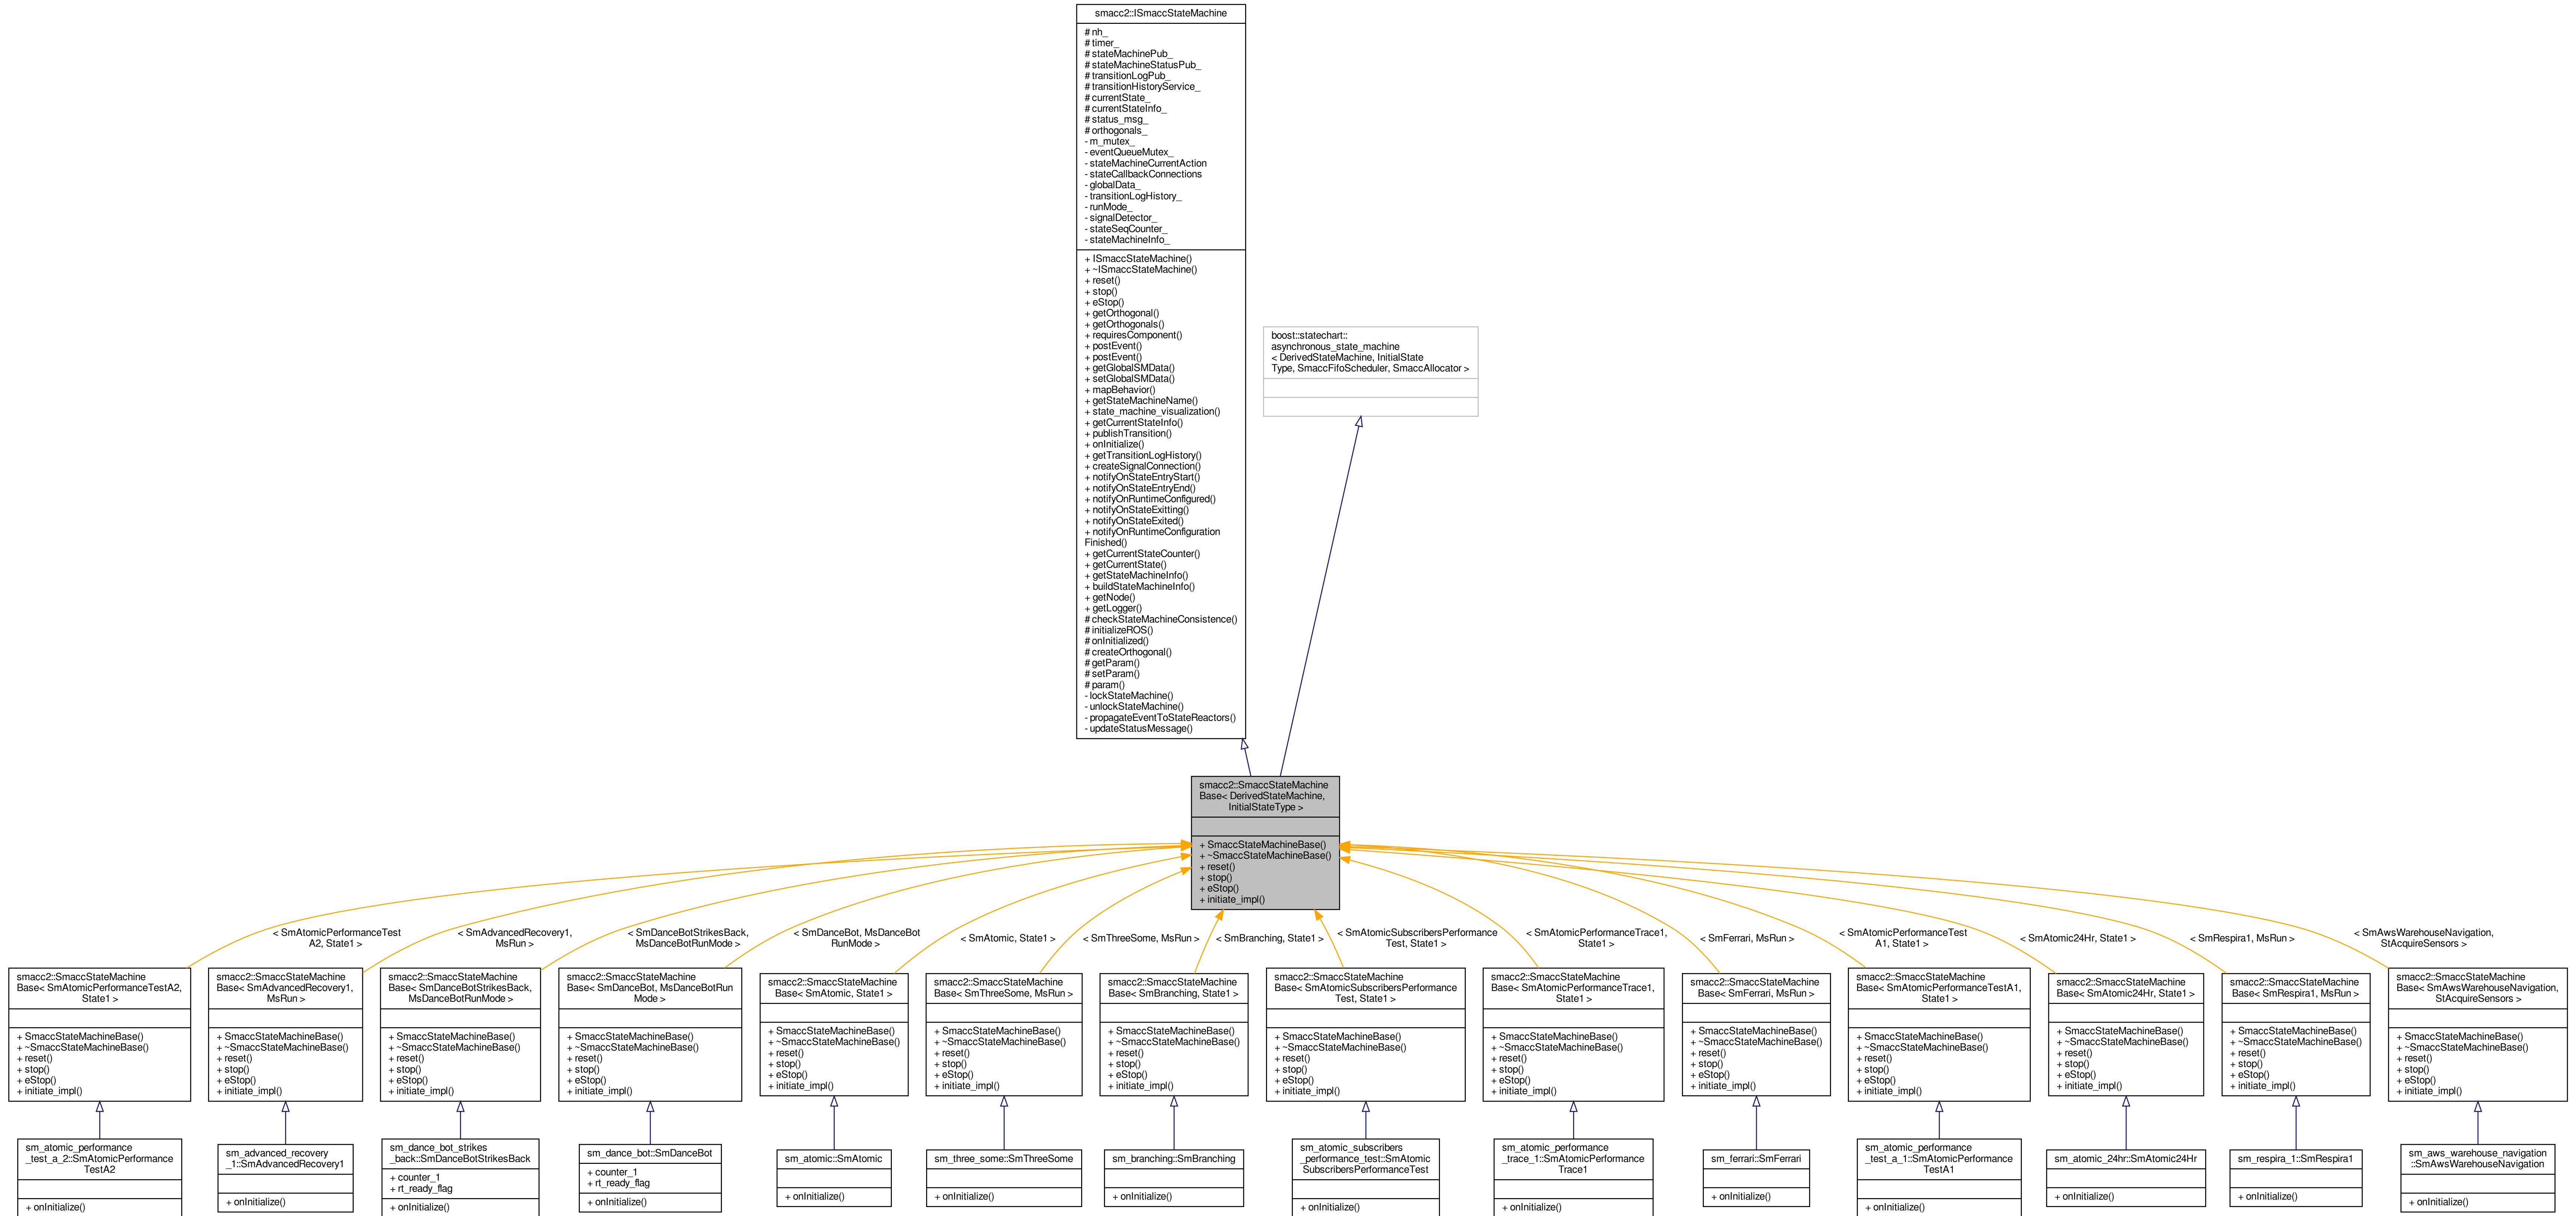 smacc2::ISmaccStateMachine
# nh_
# timer_
# stateMachinePub_
# stateMachineStatusPub_
# transitionLogPub_
# transitionHistoryService_
# currentState_
# currentStateInfo_
# status_msg_
# orthogonals_
- m_mutex_
- eventQueueMutex_
- stateMachineCurrentAction
- stateCallbackConnections
- globalData_
- transitionLogHistory_
- runMode_
- signalDetector_
- stateSeqCounter_
- stateMachineInfo_
+ ISmaccStateMachine()
+ ~ISmaccStateMachine()
+ reset()
+ stop()
+ eStop()
+ getOrthogonal()
+ getOrthogonals()
+ requiresComponent()
+ postEvent()
+ postEvent()
+ getGlobalSMData()
+ setGlobalSMData()
+ mapBehavior()
+ getStateMachineName()
+ state_machine_visualization()
+ getCurrentStateInfo()
+ publishTransition()
+ onInitialize()
+ getTransitionLogHistory()
+ createSignalConnection()
+ notifyOnStateEntryStart()
+ notifyOnStateEntryEnd()
+ notifyOnRuntimeConfigured()
+ notifyOnStateExitting()
+ notifyOnStateExited()
+ notifyOnRuntimeConfiguration
Finished()
+ getCurrentStateCounter()
+ getCurrentState()
+ getStateMachineInfo()
+ buildStateMachineInfo()
+ getNode()
+ getLogger()
# checkStateMachineConsistence()
# initializeROS()
# onInitialized()
# createOrthogonal()
# getParam()
# setParam()
# param()
- lockStateMachine()
- unlockStateMachine()
- propagateEventToStateReactors()
- updateStatusMessage()
boost::statechart::
asynchronous_state_machine
< DerivedStateMachine, InitialState
Type, SmaccFifoScheduler, SmaccAllocator >
smacc2::SmaccStateMachine
Base< DerivedStateMachine,
InitialStateType >
+ SmaccStateMachineBase()
+ ~SmaccStateMachineBase()
+ reset()
+ stop()
+ eStop()
+ initiate_impl()
< SmAtomicPerformanceTest
A2, State1 >
< SmAdvancedRecovery1,
MsRun >
< SmDanceBotStrikesBack,
MsDanceBotRunMode >
< SmDanceBot, MsDanceBot
RunMode >
< SmAtomic, State1 >
< SmThreeSome, MsRun >
< SmBranching, State1 >
< SmAtomicSubscribersPerformance
Test, State1 >
< SmAtomicPerformanceTrace1,
State1 >
< SmFerrari, MsRun >
< SmAtomicPerformanceTest
A1, State1 >
< SmAtomic24Hr, State1 >
< SmRespira1, MsRun >
< SmAwsWarehouseNavigation,
StAcquireSensors >
smacc2::SmaccStateMachine
Base< SmAtomicPerformanceTestA2,
State1 >
+ SmaccStateMachineBase()
+ ~SmaccStateMachineBase()
+ reset()
+ stop()
+ eStop()
+ initiate_impl()
smacc2::SmaccStateMachine
Base< SmAdvancedRecovery1,
MsRun >
+ SmaccStateMachineBase()
+ ~SmaccStateMachineBase()
+ reset()
+ stop()
+ eStop()
+ initiate_impl()
smacc2::SmaccStateMachine
Base< SmDanceBotStrikesBack,
MsDanceBotRunMode >
+ SmaccStateMachineBase()
+ ~SmaccStateMachineBase()
+ reset()
+ stop()
+ eStop()
+ initiate_impl()
smacc2::SmaccStateMachine
Base< SmDanceBot, MsDanceBotRun
Mode >
+ SmaccStateMachineBase()
+ ~SmaccStateMachineBase()
+ reset()
+ stop()
+ eStop()
+ initiate_impl()
smacc2::SmaccStateMachine
Base< SmAtomic, State1 >
+ SmaccStateMachineBase()
+ ~SmaccStateMachineBase()
+ reset()
+ stop()
+ eStop()
+ initiate_impl()
smacc2::SmaccStateMachine
Base< SmThreeSome, MsRun >
+ SmaccStateMachineBase()
+ ~SmaccStateMachineBase()
+ reset()
+ stop()
+ eStop()
+ initiate_impl()
smacc2::SmaccStateMachine
Base< SmBranching, State1 >
+ SmaccStateMachineBase()
+ ~SmaccStateMachineBase()
+ reset()
+ stop()
+ eStop()
+ initiate_impl()
smacc2::SmaccStateMachine
Base< SmAtomicSubscribersPerformance
Test, State1 >
+ SmaccStateMachineBase()
+ ~SmaccStateMachineBase()
+ reset()
+ stop()
+ eStop()
+ initiate_impl()
smacc2::SmaccStateMachine
Base< SmAtomicPerformanceTrace1,
State1 >
+ SmaccStateMachineBase()
+ ~SmaccStateMachineBase()
+ reset()
+ stop()
+ eStop()
+ initiate_impl()
smacc2::SmaccStateMachine
Base< SmFerrari, MsRun >
+ SmaccStateMachineBase()
+ ~SmaccStateMachineBase()
+ reset()
+ stop()
+ eStop()
+ initiate_impl()
smacc2::SmaccStateMachine
Base< SmAtomicPerformanceTestA1,
State1 >
+ SmaccStateMachineBase()
+ ~SmaccStateMachineBase()
+ reset()
+ stop()
+ eStop()
+ initiate_impl()
smacc2::SmaccStateMachine
Base< SmAtomic24Hr, State1 >
+ SmaccStateMachineBase()
+ ~SmaccStateMachineBase()
+ reset()
+ stop()
+ eStop()
+ initiate_impl()
smacc2::SmaccStateMachine
Base< SmRespira1, MsRun >
+ SmaccStateMachineBase()
+ ~SmaccStateMachineBase()
+ reset()
+ stop()
+ eStop()
+ initiate_impl()
smacc2::SmaccStateMachine
Base< SmAwsWarehouseNavigation,
StAcquireSensors >
+ SmaccStateMachineBase()
+ ~SmaccStateMachineBase()
+ reset()
+ stop()
+ eStop()
+ initiate_impl()
sm_atomic_performance
_test_a_2::SmAtomicPerformance
TestA2
+ onInitialize()
sm_advanced_recovery
_1::SmAdvancedRecovery1
+ onInitialize()
sm_dance_bot_strikes
_back::SmDanceBotStrikesBack
+ counter_1
+ rt_ready_flag
+ onInitialize()
sm_dance_bot::SmDanceBot
+ counter_1
+ rt_ready_flag
+ onInitialize()
sm_atomic::SmAtomic
+ onInitialize()
sm_three_some::SmThreeSome
+ onInitialize()
sm_branching::SmBranching
+ onInitialize()
sm_atomic_subscribers
_performance_test::SmAtomic
SubscribersPerformanceTest
+ onInitialize()
sm_atomic_performance
_trace_1::SmAtomicPerformance
Trace1
+ onInitialize()
sm_ferrari::SmFerrari
+ onInitialize()
sm_atomic_performance
_test_a_1::SmAtomicPerformance
TestA1
+ onInitialize()
sm_atomic_24hr::SmAtomic24Hr
+ onInitialize()
sm_respira_1::SmRespira1
+ onInitialize()
sm_aws_warehouse_navigation
::SmAwsWarehouseNavigation
+ onInitialize()